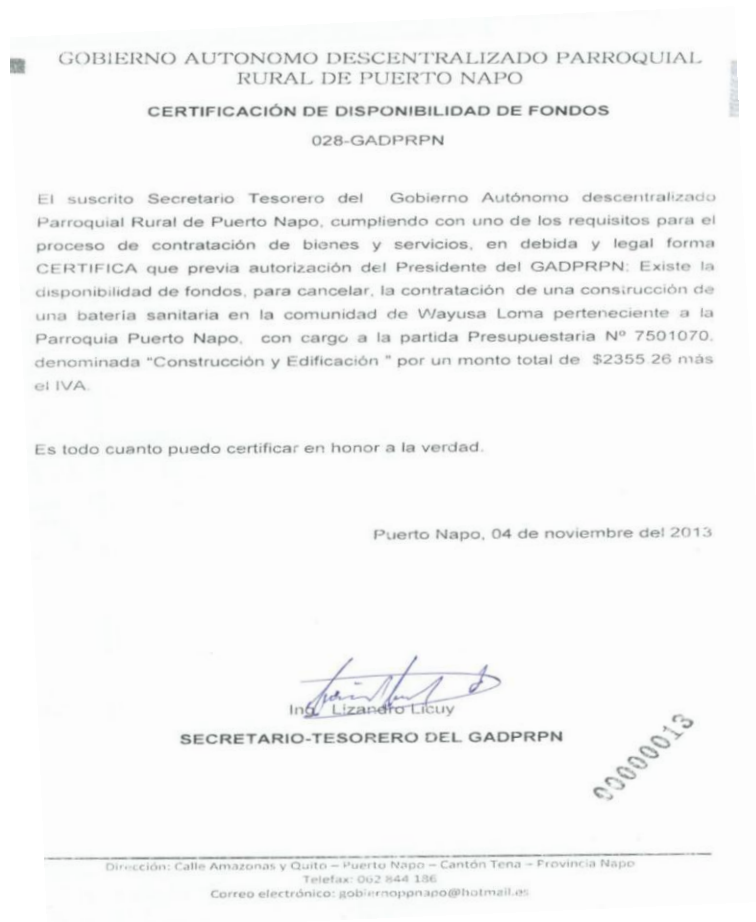 GOBIERNO AUTONOMO DESCENTRALIZADO PARROQUIAL
RURAL DE PUERTO NAPO
CERTIFICACIÓN DE DISPONIBILIDAD DE FONDOS
028-GADPRPN
El suscrito Secretario Tesorero del Gobierno Autónomo descentralizado
Parroquial Rural de Puerto Napo, cumpliendo con uno de los requisitos para el
proceso de contratación de bienes y servicios, en debida y legal forma
CERTIFICA que previa autorización del Presidente del GADPRPN; Existe la
disponibilidad de fondos, para cancelar, la contratación de una construcción de
una batería sanitaria en la comunidad de Wayusa Loma perteneciente a la
Parroquia Puerto Napo, con cargo a la partida Presupuestaria Nº 7501070,
denominada "Construcción y Edificación " por un monto total de $2355 26 más
el IVA.
Es todo cuanto puedo certificar en honor a la verdad.
Puerto Napo, 04 de noviembre del 2013
Ing. Lizandro Licuy
SECRETARIO-TESORERO DEL GADPRPN
00000013
Dirección: Calle Amazonas y Quito – Puerto Napo – Cantón Tena – Provincia Napo
Telefax: 062 844 186
Correo electrónico: gobiernoppnapo@hotmail.es